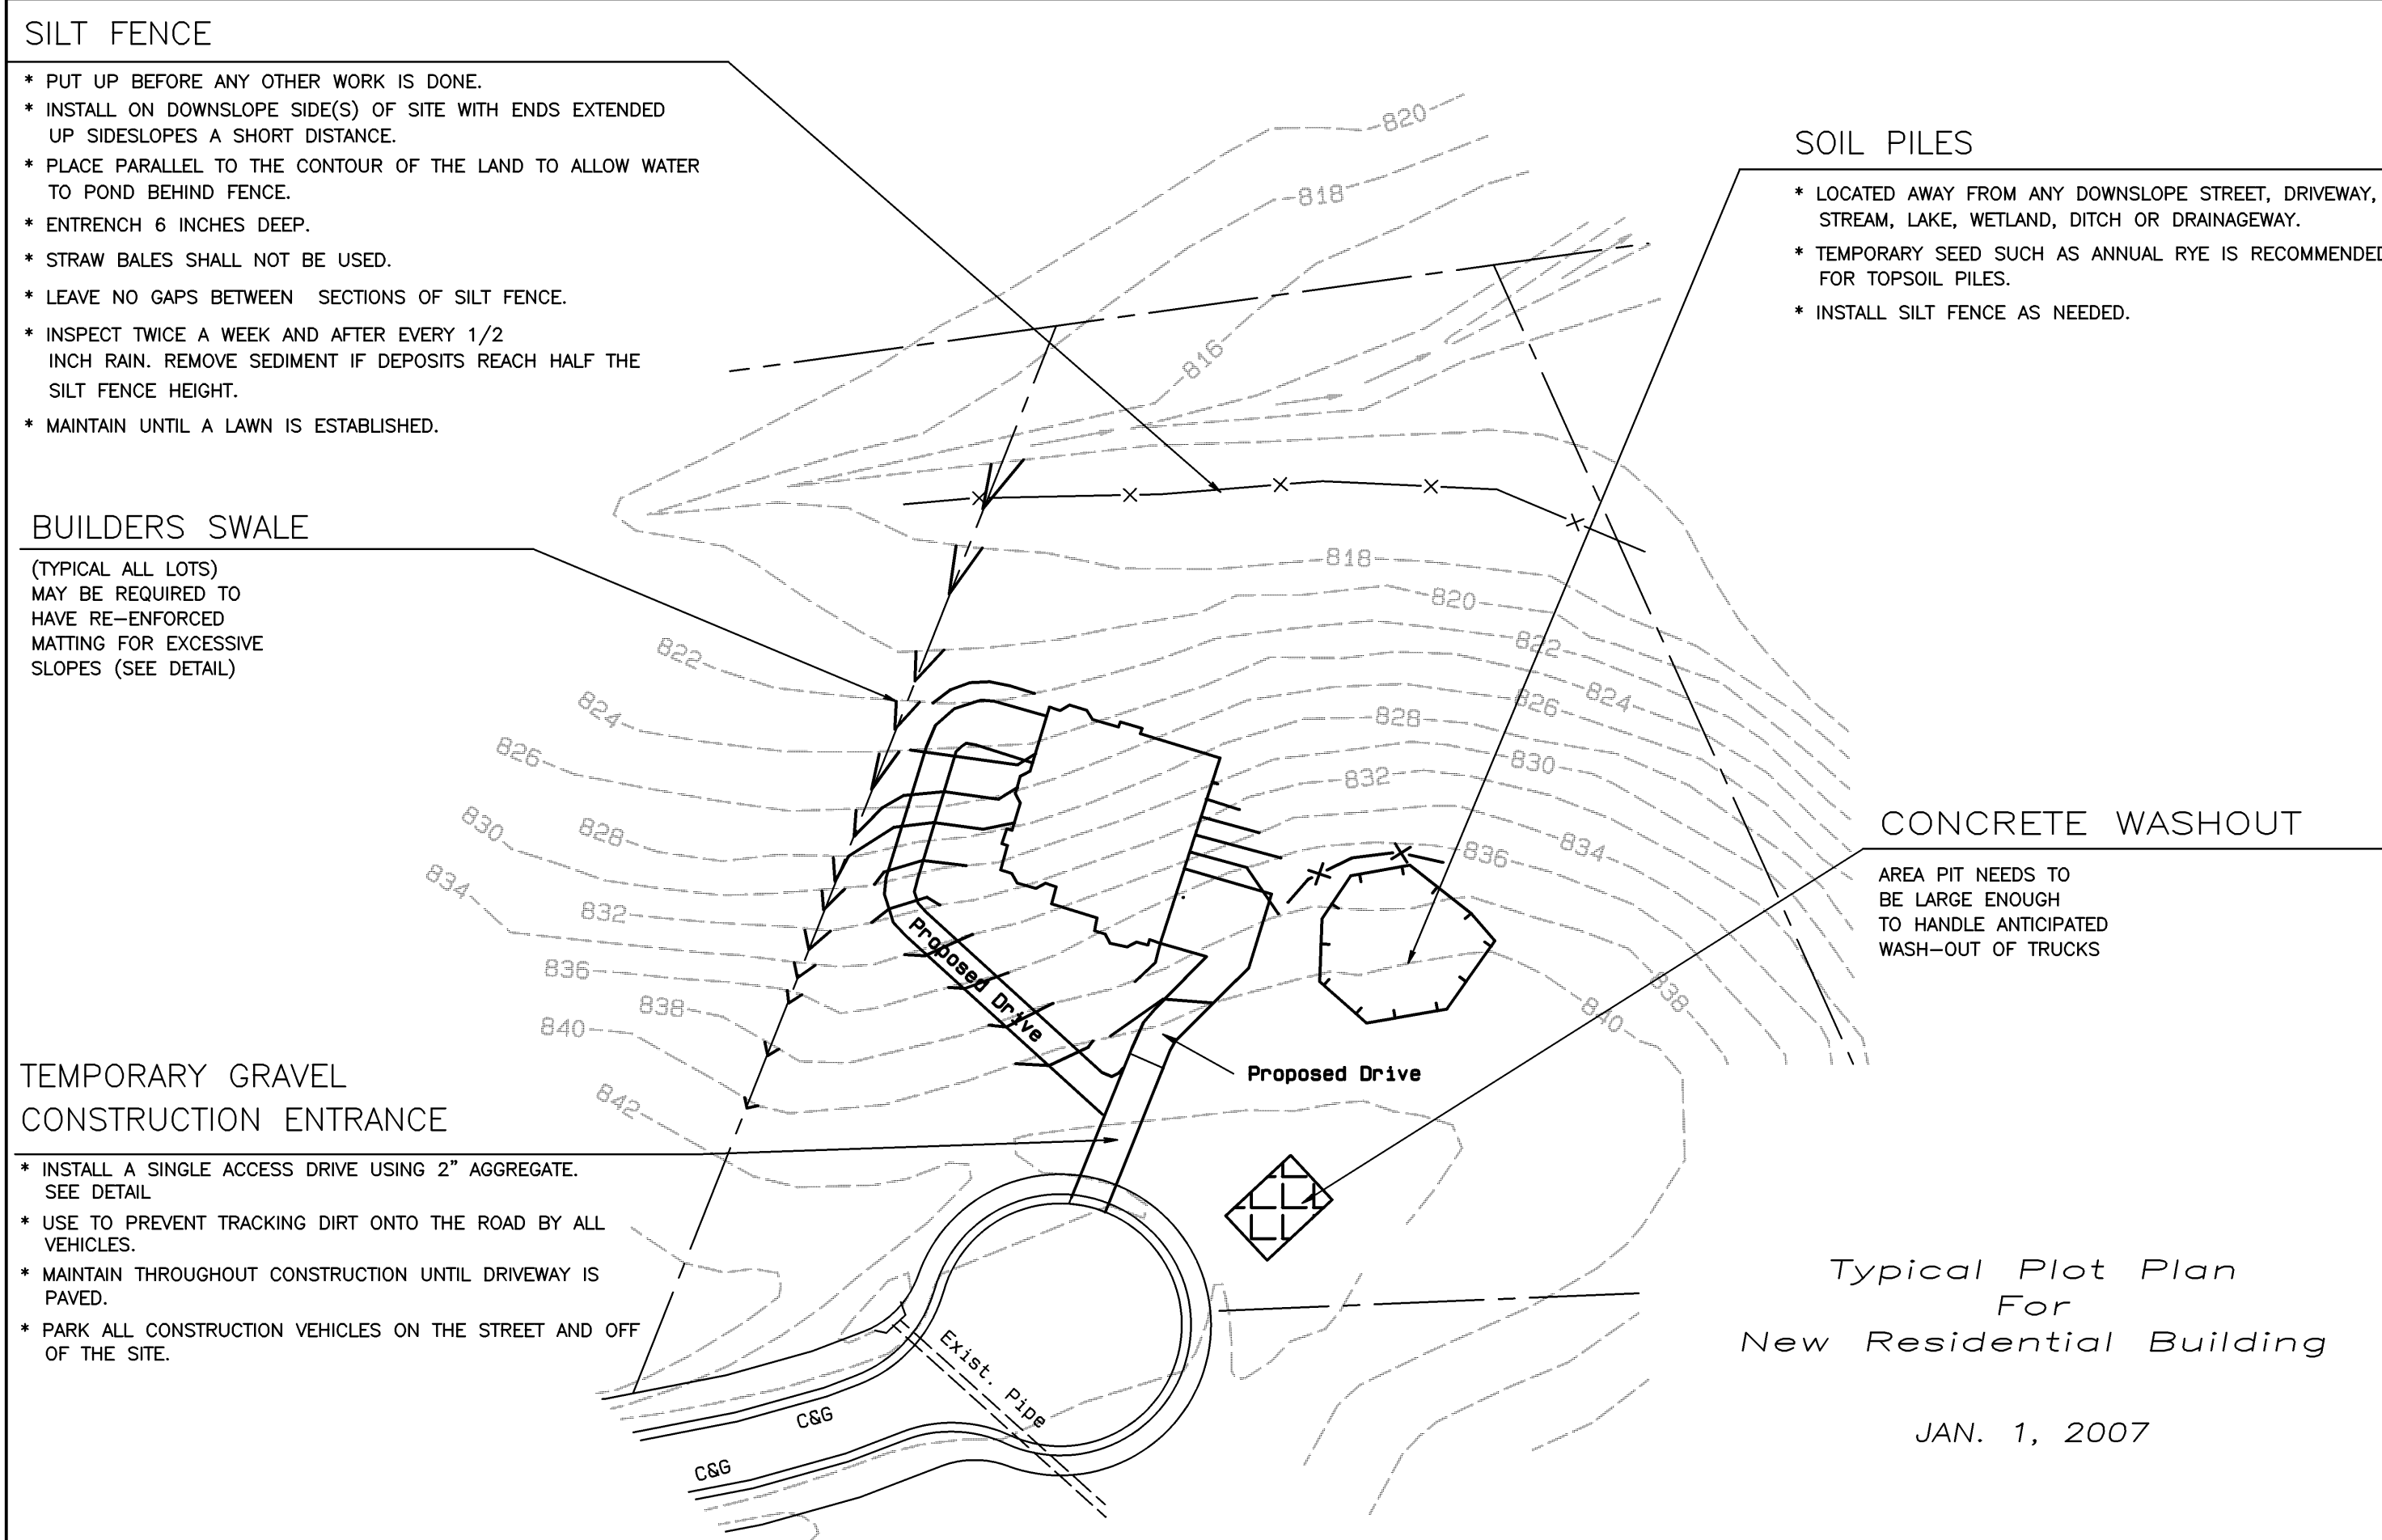 SILT FENCE
* PUT UP BEFORE ANY OTHER WORK IS DONE.
* INSTALL ON DOWNSLOPE SIDE(S) OF SITE WITH ENDS EXTENDED
UP SIDESLOPES A SHORT DISTANCE.
* PLACE PARALLEL TO THE CONTOUR OF THE LAND TO ALLOW WATER
TO POND BEHIND FENCE.
* ENTRENCH 6 INCHES DEEP.
* STRAW BALES SHALL NOT BE USED.
* LEAVE NO GAPS BETWEEN SECTIONS OF SILT FENCE.
* INSPECT TWICE A WEEK AND AFTER EVERY 1/2
INCH RAIN. REMOVE SEDIMENT IF DEPOSITS REACH HALF THE
SILT FENCE HEIGHT.
* MAINTAIN UNTIL A LAWN IS ESTABLISHED.
BUILDERS SWALE
(TYPICAL ALL LOTS)
MAY BE REQUIRED TO
HAVE RE-ENFORCED
MATTING FOR EXCESSIVE
SLOPES (SEE DETAIL)
TEMPORARY GRAVEL
CONSTRUCTION ENTRANCE
* INSTALL A SINGLE ACCESS DRIVE USING 2" AGGREGATE.
SEE DETAIL
* USE TO PREVENT TRACKING DIRT ONTO THE ROAD BY ALL
VEHICLES.
* MAINTAIN THROUGHOUT CONSTRUCTION UNTIL DRIVEWAY IS
PAVED.
* PARK ALL CONSTRUCTION VEHICLES ON THE STREET AND OFF
OF THE SITE.
820
818
816
818
820
822
824
826
828
830
832
834
836
838
840
822
824
826
828
830
832
834
836
838
840
842
Proposed Drive
Proposed Drive
Exist. Pipe
C&G
C&G
SOIL PILES
* LOCATED AWAY FROM ANY DOWNSLOPE STREET, DRIVEWAY,
STREAM, LAKE, WETLAND, DITCH OR DRAINAGEWAY.
* TEMPORARY SEED SUCH AS ANNUAL RYE IS RECOMMENDED
FOR TOPSOIL PILES.
* INSTALL SILT FENCE AS NEEDED.
CONCRETE WASHOUT
AREA PIT NEEDS TO
BE LARGE ENOUGH
TO HANDLE ANTICIPATED
WASH-OUT OF TRUCKS
Typical Plot Plan
For
New Residential Building
JAN. 1, 2007